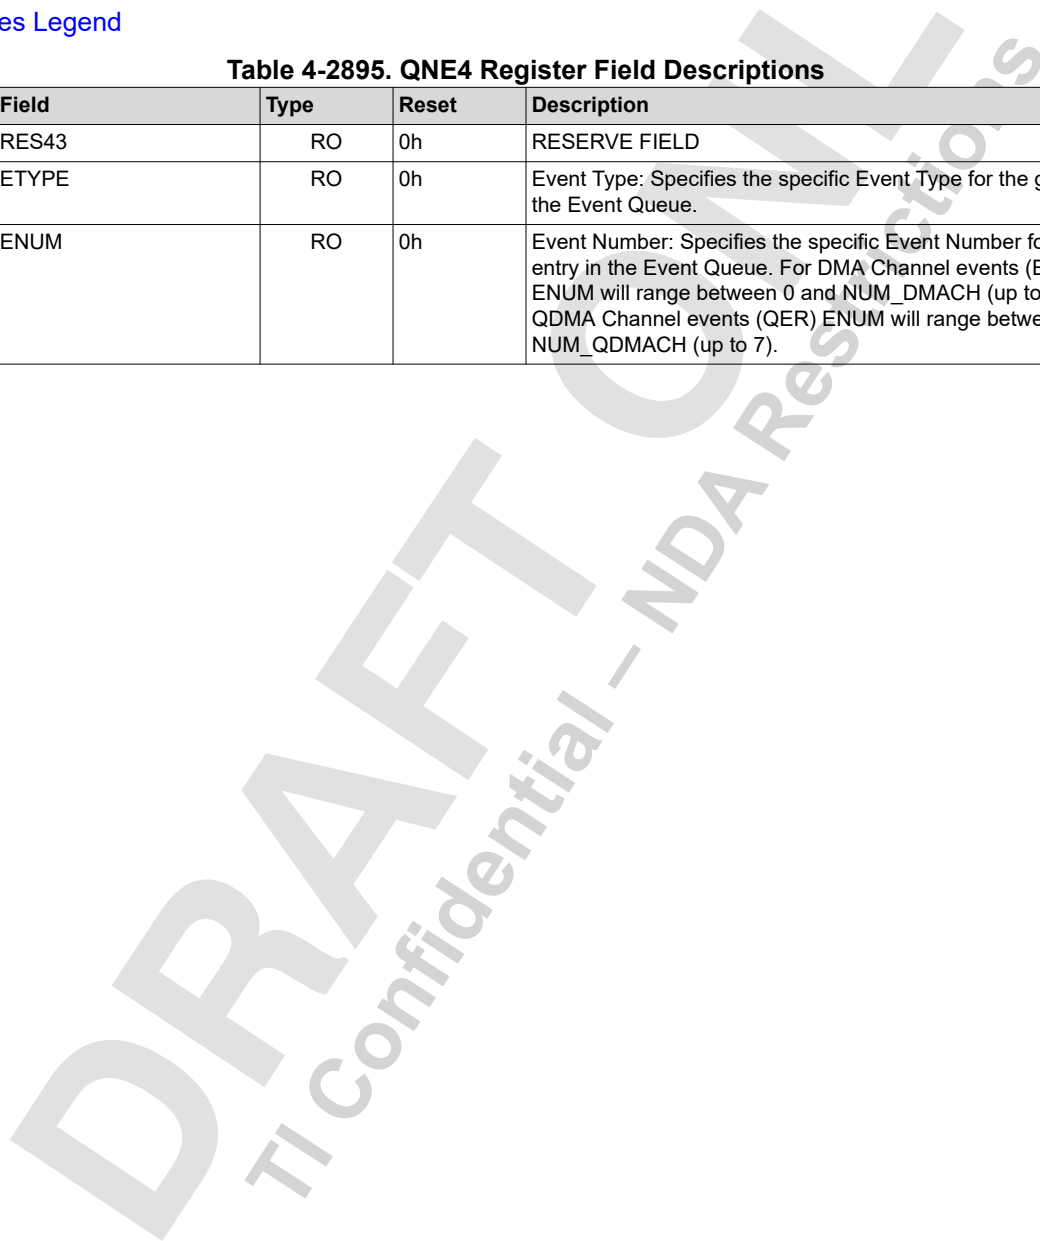 es Legend
Table 4-2895. QNE4 Register Field Descriptions
Field Type Reset Description
RES43 RO 0h RESERVE FIELD
ETYPE RO 0h Event Type: Specifies the specific Event Type for the
the Event Queue.
ENUM RO 0h Event Number: Specifies the specific Event Number
entry in the Event Queue. For DMA Channel events
ENUM will range between 0 and NUM_DMACH (up to
QDMA Channel events (QER) ENUM will range
NUM_QDMACH (up to 7).
DRAFT
TI Confidential – NDA Restrictions